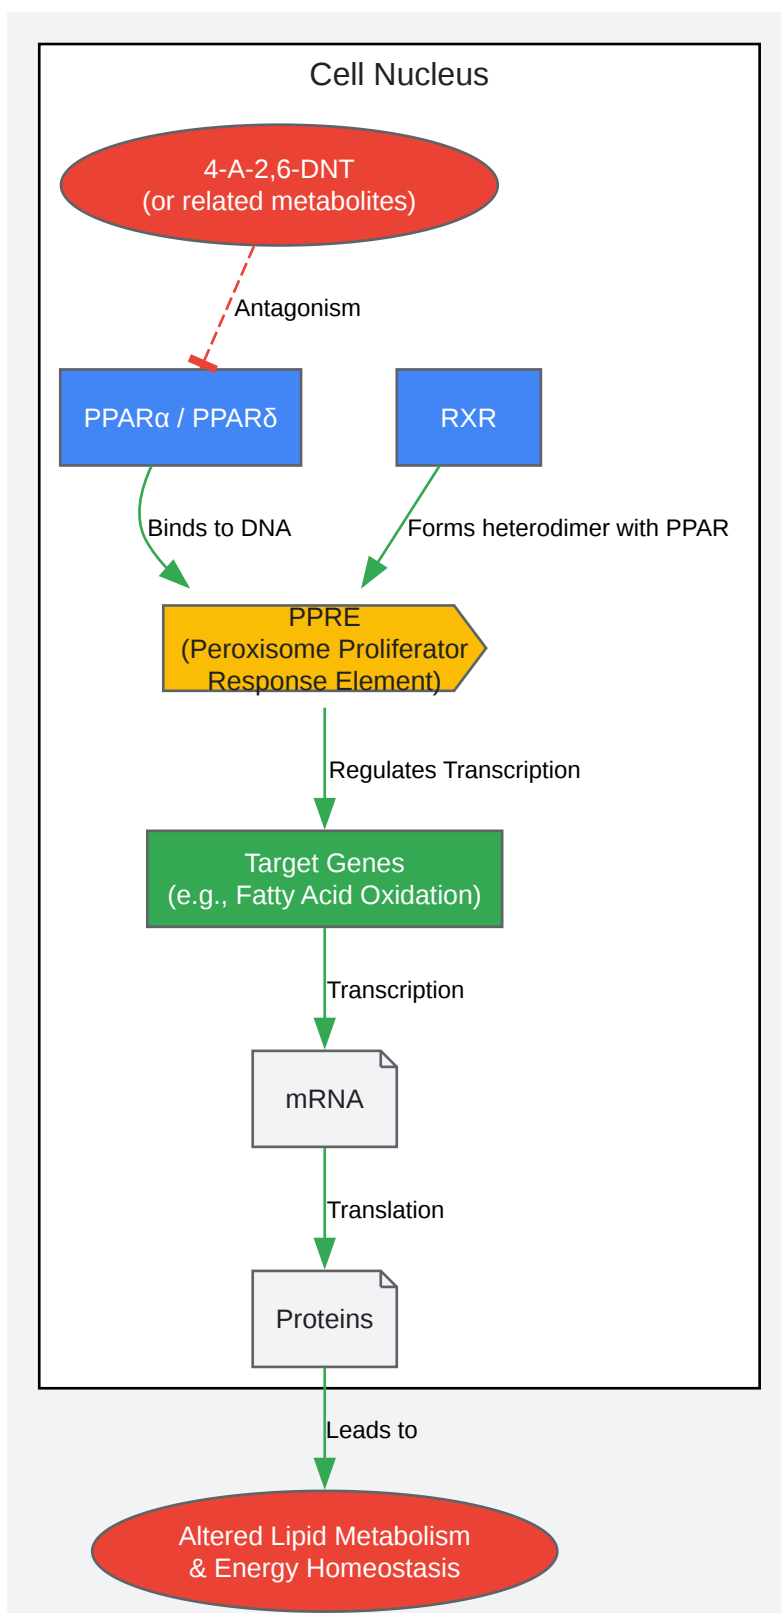 Cell Nucleus
4-A-2,6-DNT
(or related metabolites)
Antagonism
PPARα / PPARδ
RXR
Binds to DNA
Forms heterodimer with PPAR
PPRE
(Peroxisome Proliferator
Response Element)
Regulates Transcription
Target Genes
(e.g., Fatty Acid Oxidation)
Transcription
mRNA
Translation
Proteins
Leads to
Altered Lipid Metabolism
& Energy Homeostasis